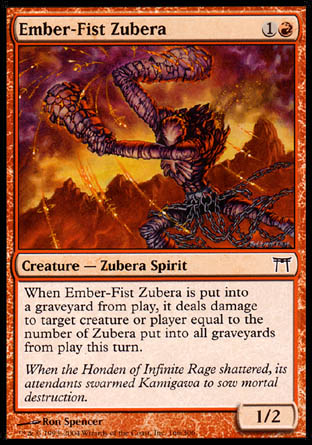 Ember-Fist Zubera 1
Creature — Zubera Spirit
When Ember-Fist Zubera is put into
a graveyard from play, it deals damage
to target creature or player equal to the
number of Zubera put into all graveyards
from play this turn.
When the Honden of Infinite Rage shattered, its
attendants swarmed Kamigawa to sow mortal
destruction.
Ron Spencer
1/2